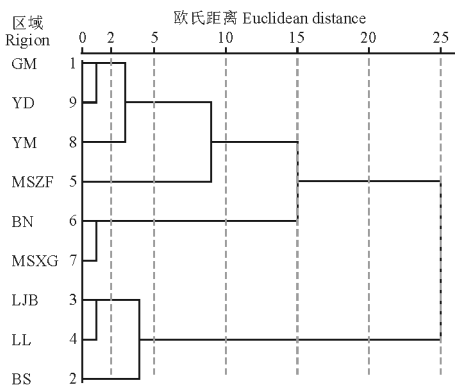 欧氏距离 Euclidean distance
区域
Rigion
0 2 5 10 15 20 25
GM 1
YD 9
YM 8
MSZF 5
BN 6
MSXG 7
LJB 3
LL 4
BS 2